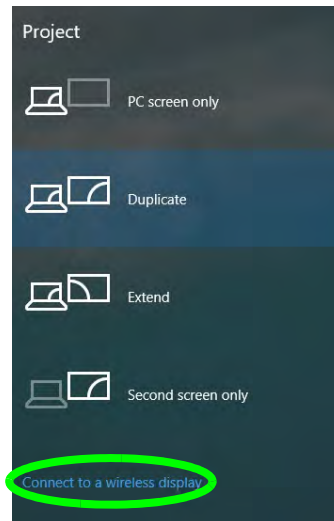 Project
PC screen only
Duplicate
Extend
Second screen only
Connect to a wireless display